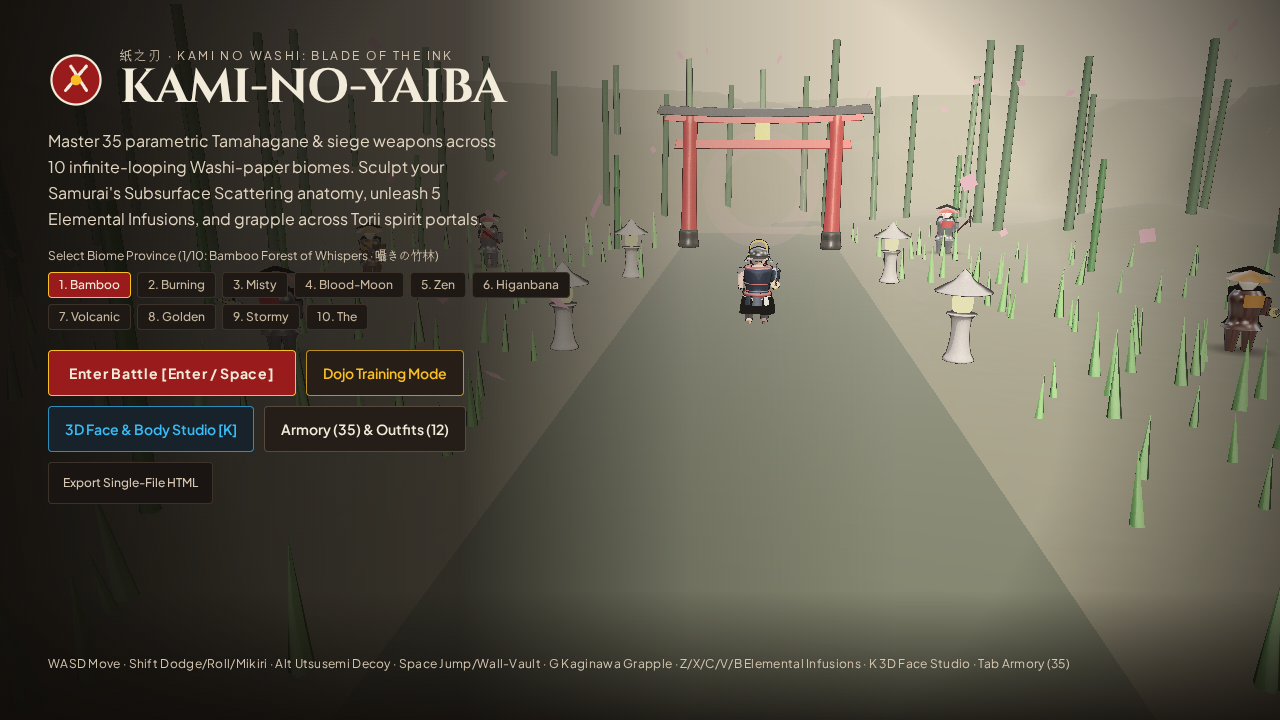 紙之刃 · KAMI NO WASHI: BLADE OF THE INK
KAMI-NO-YAIBA
Master 35 parametric Tamahagane & siege weapons across
10 infinite-looping Washi-paper biomes. Sculpt your
Samurai's Subsurface Scattering anatomy, unleash 5
Elemental Infusions, and grapple across Torii spirit portals.
Select Biome Province (1/10: Bamboo Forest of Whispers · 囁きの竹林)
1. Bamboo 2. Burning 3. Misty 4. Blood-Moon 5. Zen 6. Higanbana
7. Volcanic 8. Golden 9. Stormy 10. The
Enter Battle [Enter / Space] Dojo Training Mode
3D Face & Body Studio [K] Armory (35) & Outfits (12)
Export Single-File HTML
WASD Move · Shift Dodge/Roll/Mikiri · Alt Utsusemi Decoy · Space Jump/Wall-Vault · G Kaginawa Grapple · Z/X/C/V/B Elemental Infusions · K 3D Face Studio · Tab Armory (35)